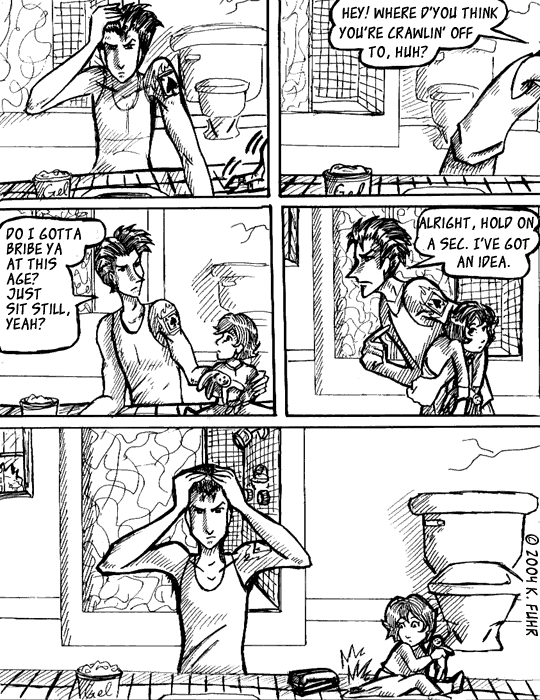 Gel
HEY! WHERE D'YOU THINK
YOU'RE CRAWLIN' OFF
TO, HUH?
Gel
DO I GOTTA
BRIBE YA
AT THIS
AGE?
JUST
SIT STILL,
YEAH?
ALRIGHT, HOLD ON
A SEC. I'VE GOT
AN IDEA.
Gel
© 2004 K. FUHR